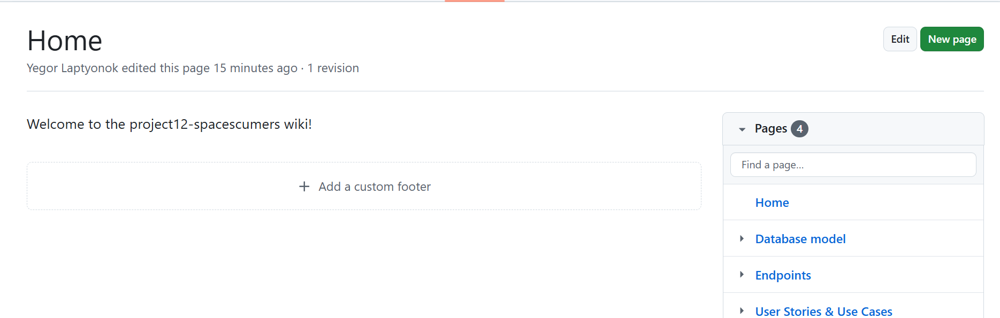 Home
Edit
New page
Yegor Laptyonok edited this page 15 minutes ago · 1 revision
Welcome to the project12-spacescumers wiki!
Add a custom footer
Pages 4
Find a page...
Home
Database model
Endpoints
User Stories & Use Cases